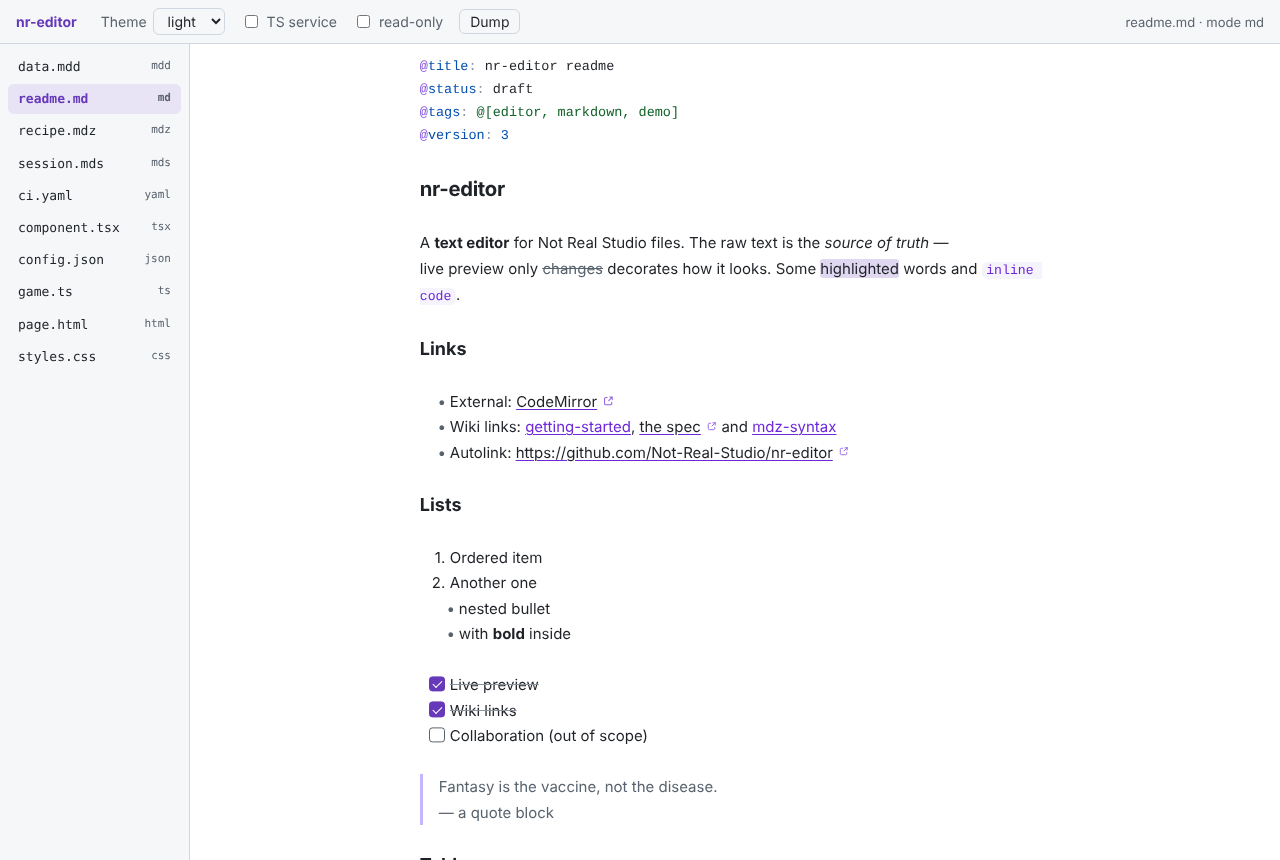 nr-editor Theme light TS service read-only Dump readme.md · mode md
data.mdd mdd
readme.md md
recipe.mdz mdz
session.mds mds
ci.yaml yaml
component.tsx tsx
config.json json
game.ts ts
page.html html
styles.css css
@title: nr-editor readme
@status: draft
@tags: @[editor, markdown, demo]
@version: 3
nr-editor
A text editor for Not Real Studio files. The raw text is the source of truth —
live preview only changes decorates how it looks. Some highlighted words and inline
code.
Links
• External: CodeMirror
• Wiki links: getting-started, the spec and mdz-syntax
• Autolink: https://github.com/Not-Real-Studio/nr-editor
Lists
1. Ordered item
2. Another one
• nested bullet
• with bold inside
Live preview
Wiki links
Collaboration (out of scope)
Fantasy is the vaccine, not the disease.
— a quote block